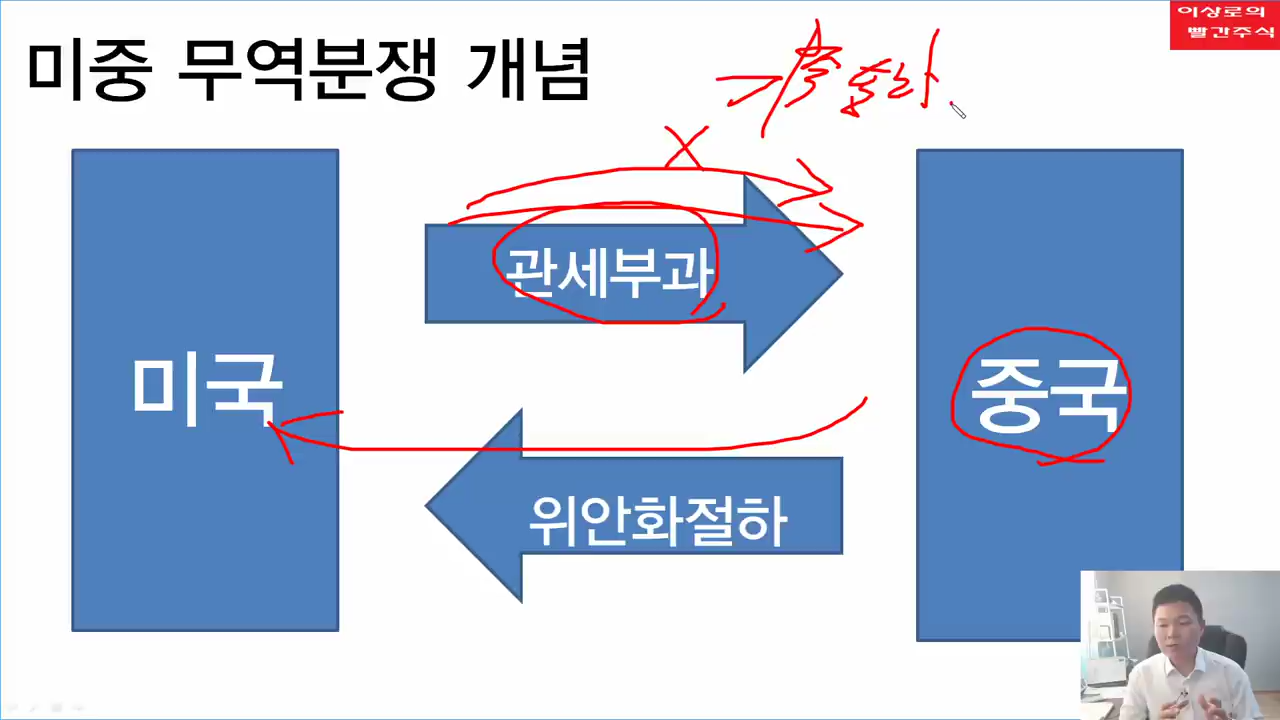 이상로의
빨간주식
미중 무역분쟁 개념
관세부과
미국
중국
위안화절하